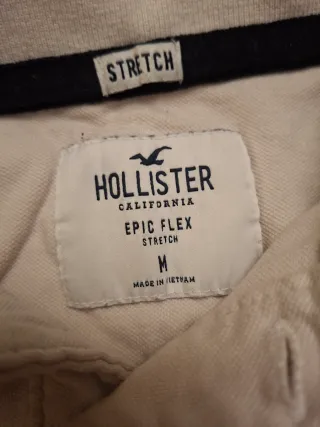 STRETCH
HOLLISTER
CALIFORNIA
EPIC FLEX
STRETCH
M
MADE IN VIETNAM